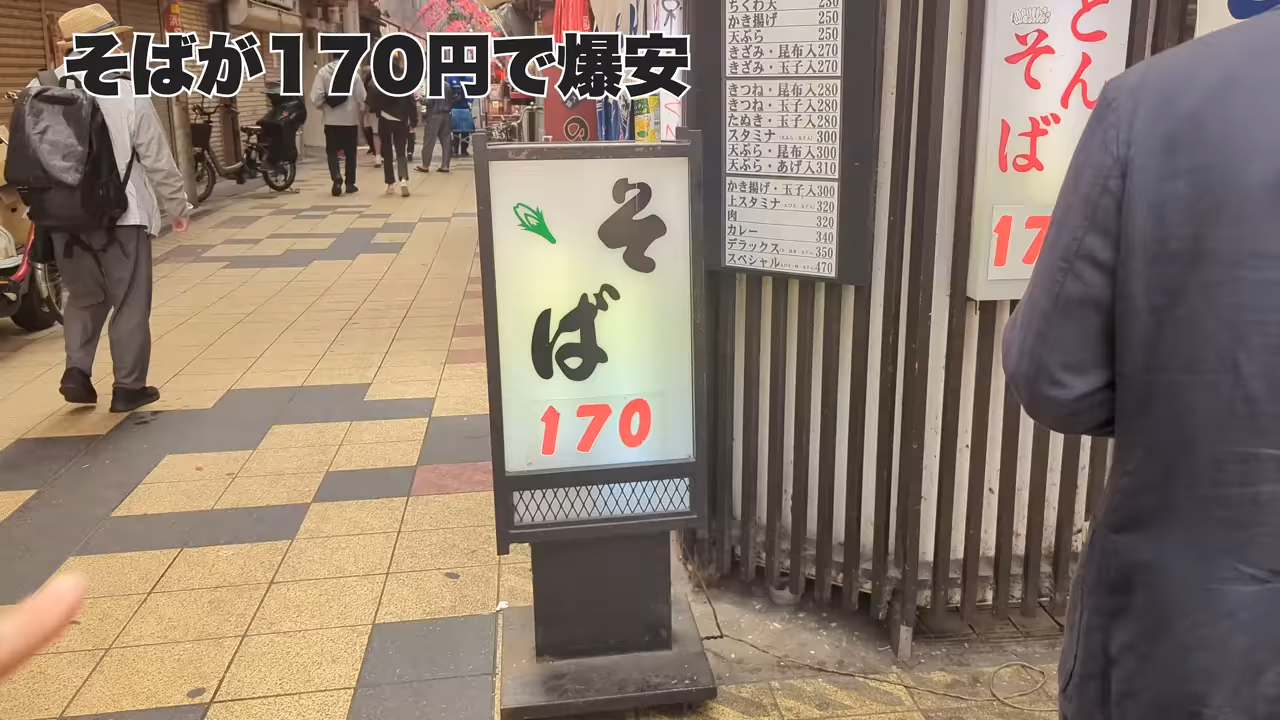 そばが170円で爆安
ちくわ天 250
かき揚げ 250
天ぷら 250
きざみ・昆布入 270
きざみ・玉子入 270
きつね・昆布入 280
きつね・玉子入 280
たぬき・玉子入 280
スタミナ 300
天ぷら・昆布入 300
天ぷら・あげ入 310
かき揚げ・玉子入 300
上スタミナ 320
肉 320
カレー 340
デラックス 350
スペシャル 470
そば
170
どん
そば
17